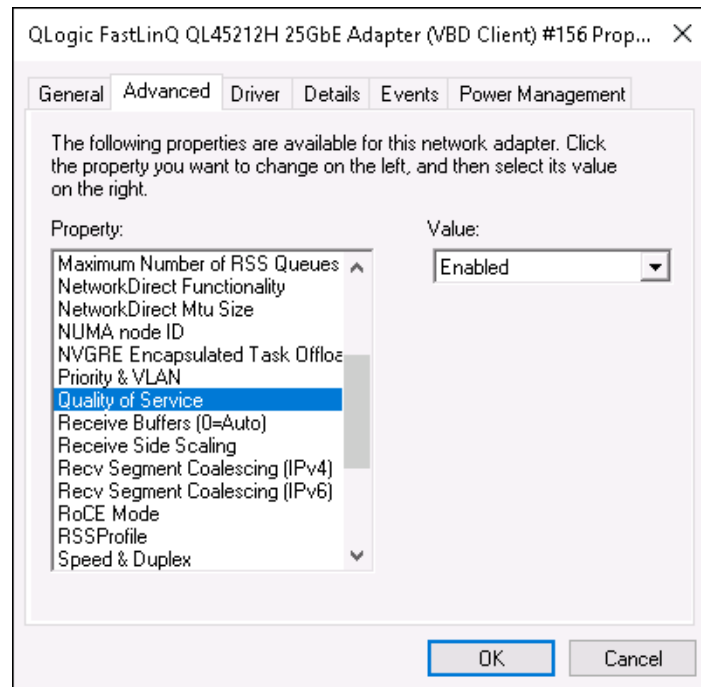 QLogic FastLinQ QL45212H 25GbE Adapter (VBD Client) #156 Prop...
General Advanced Driver Details Events Power Management
The following properties are available for this network adapter. Click
the property you want to change on the left, and then select its value
on the right.
Property: Value:
Maximum Number of RSS Queues Enabled
NetworkDirect Functionality
NetworkDirect Mtu Size
NUMA node ID
NVGRE Encapsulated Task Offloa
Priority & VLAN
Quality of Service
Receive Buffers (0=Auto)
Receive Side Scaling
Recv Segment Coalescing (IPv4)
Recv Segment Coalescing (IPv6)
RoCE Mode
RSSProfile
Speed & Duplex
OK Cancel